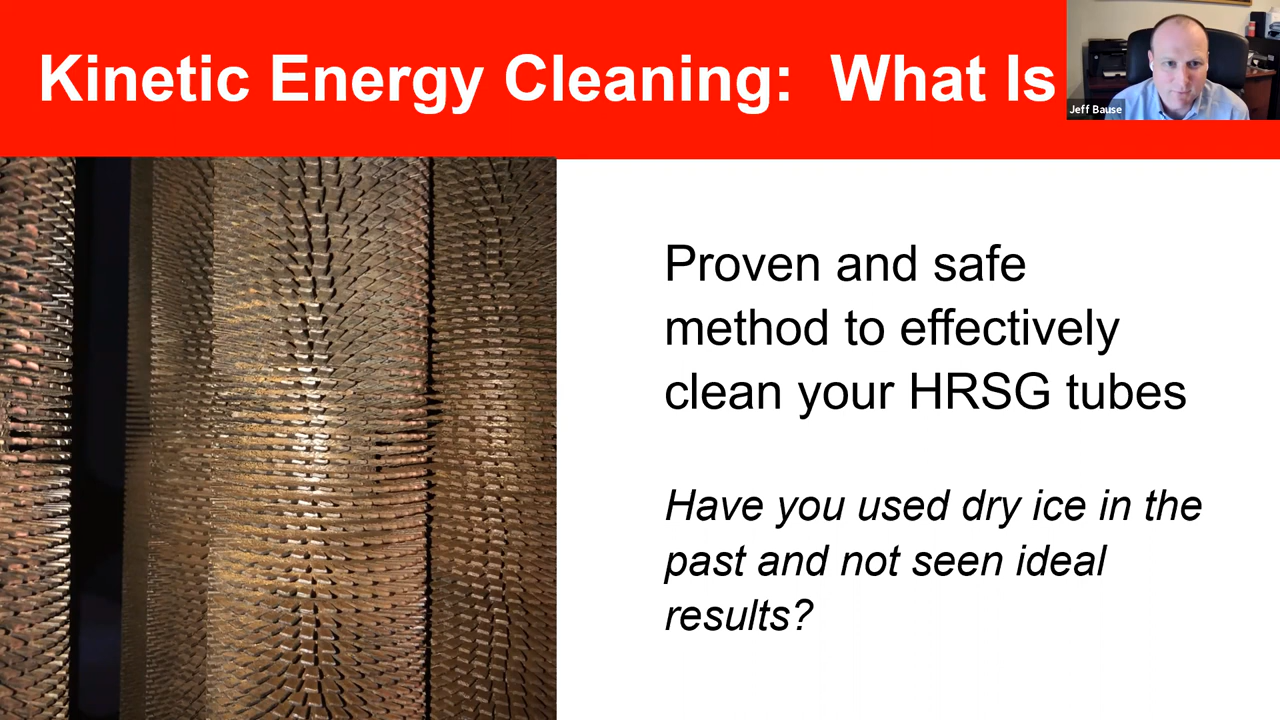 Kinetic Energy Cleaning: What Is
Jeff Bause
Proven and safe
method to effectively
clean your HRSG tubes
Have you used dry ice in the
past and not seen ideal
results?